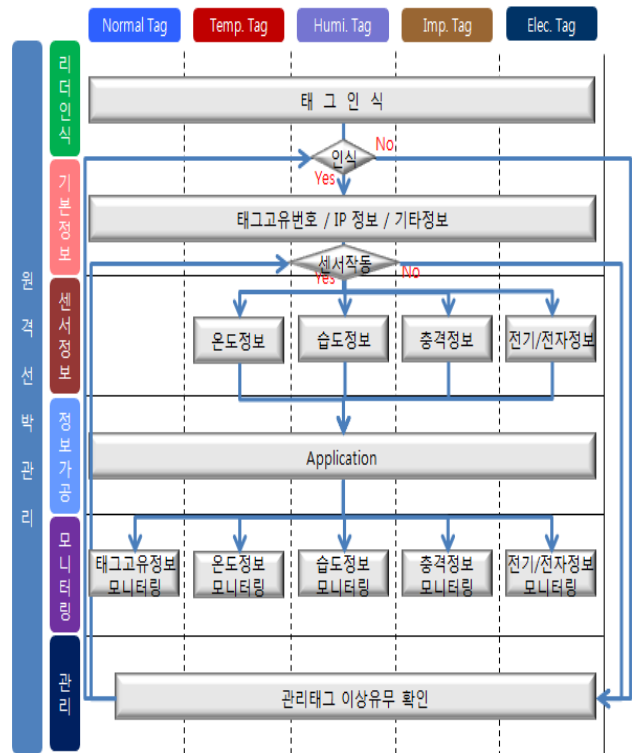 Normal Tag
Temp. Tag
Humi. Tag
Imp. Tag
Elec. Tag
원격선박관리
리더인식
태 그 인 식
인식
No
Yes
기본정보
태그고유번호 / IP 정보 / 기타정보
센서작동
Yes
No
센서정보
온도정보
습도정보
충격정보
전기/전자정보
정보가공
Application
모니터링
태그고유정보
모니터링
온도정보
모니터링
습도정보
모니터링
충격정보
모니터링
전기/전자정보
모니터링
관리
관리태그 이상유무 확인